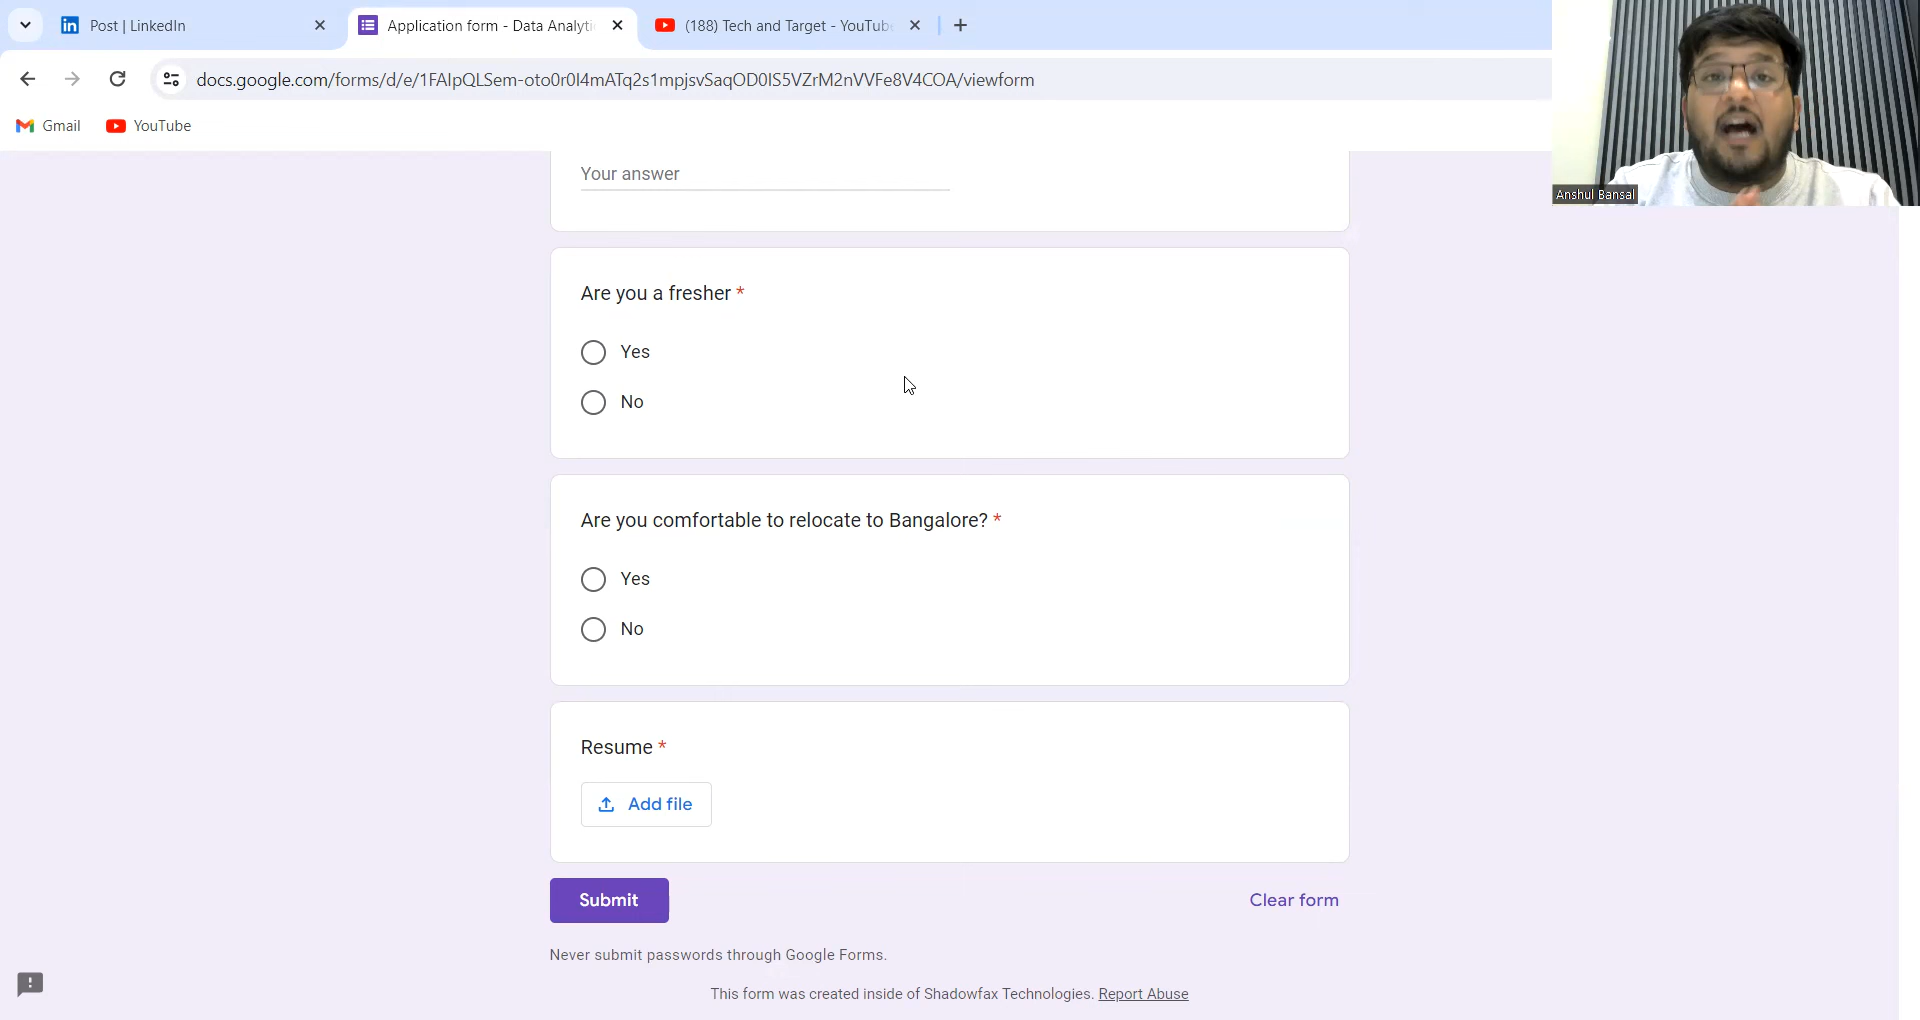 Post | LinkedIn
Application form - Data Analyti
(188) Tech and Target - YouTube
docs.google.com/forms/d/e/1FAIpQLSem-oto0r0I4mATq2s1mpjsvSaqOD0IS5VZrM2nVVFe8V4COA/viewform
Gmail
YouTube
Anshul Bansal
Your answer
Are you a fresher *
Yes
No
Are you comfortable to relocate to Bangalore? *
Yes
No
Resume *
Add file
Submit
Clear form
Never submit passwords through Google Forms.
This form was created inside of Shadowfax Technologies. Report Abuse